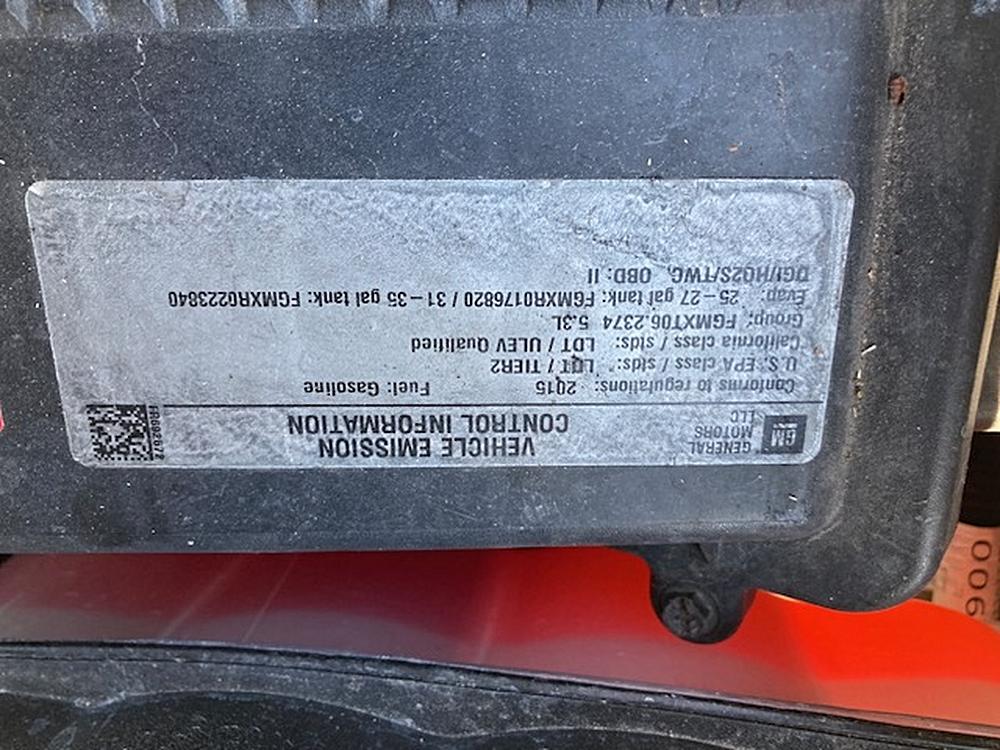 GM
GENERAL
MOTORS
LLC
VEHICLE EMISSION
CONTROL INFORMATION
Conforms to regulations: 2015 Fuel: Gasoline
U.S. EPA class / stds: LDT / TIER2
California class / stds: LDT / ULEV Qualified
Group: FGMXT06.2374 5.3L
Evap: 25-27 gal tank: FGMXR0176820 / 31-35 gal tank: FGMXR0223840
DGI/HO2S/TWC, OBD: II
900